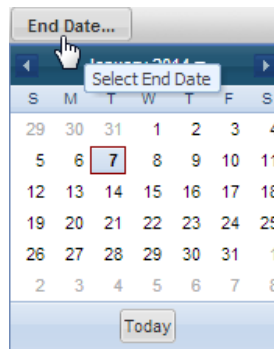 End Date...
January 2014
Select End Date
S M T W T F S
29 30 31 1 2 3 4
5 6 7 8 9 10 11
12 13 14 15 16 17 18
19 20 21 22 23 24 25
26 27 28 29 30 31 1
2 3 4 5 6 7 8
Today